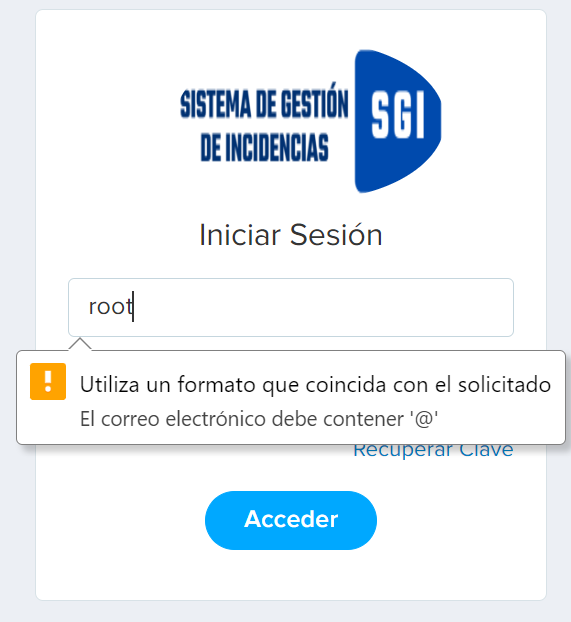 SISTEMA DE GESTIÓN
DE INCIDENCIAS
SGI
Iniciar Sesión
root
!
Utiliza un formato que coincida con el solicitado
El correo electrónico debe contener '@'
Recuperar Clave
Acceder